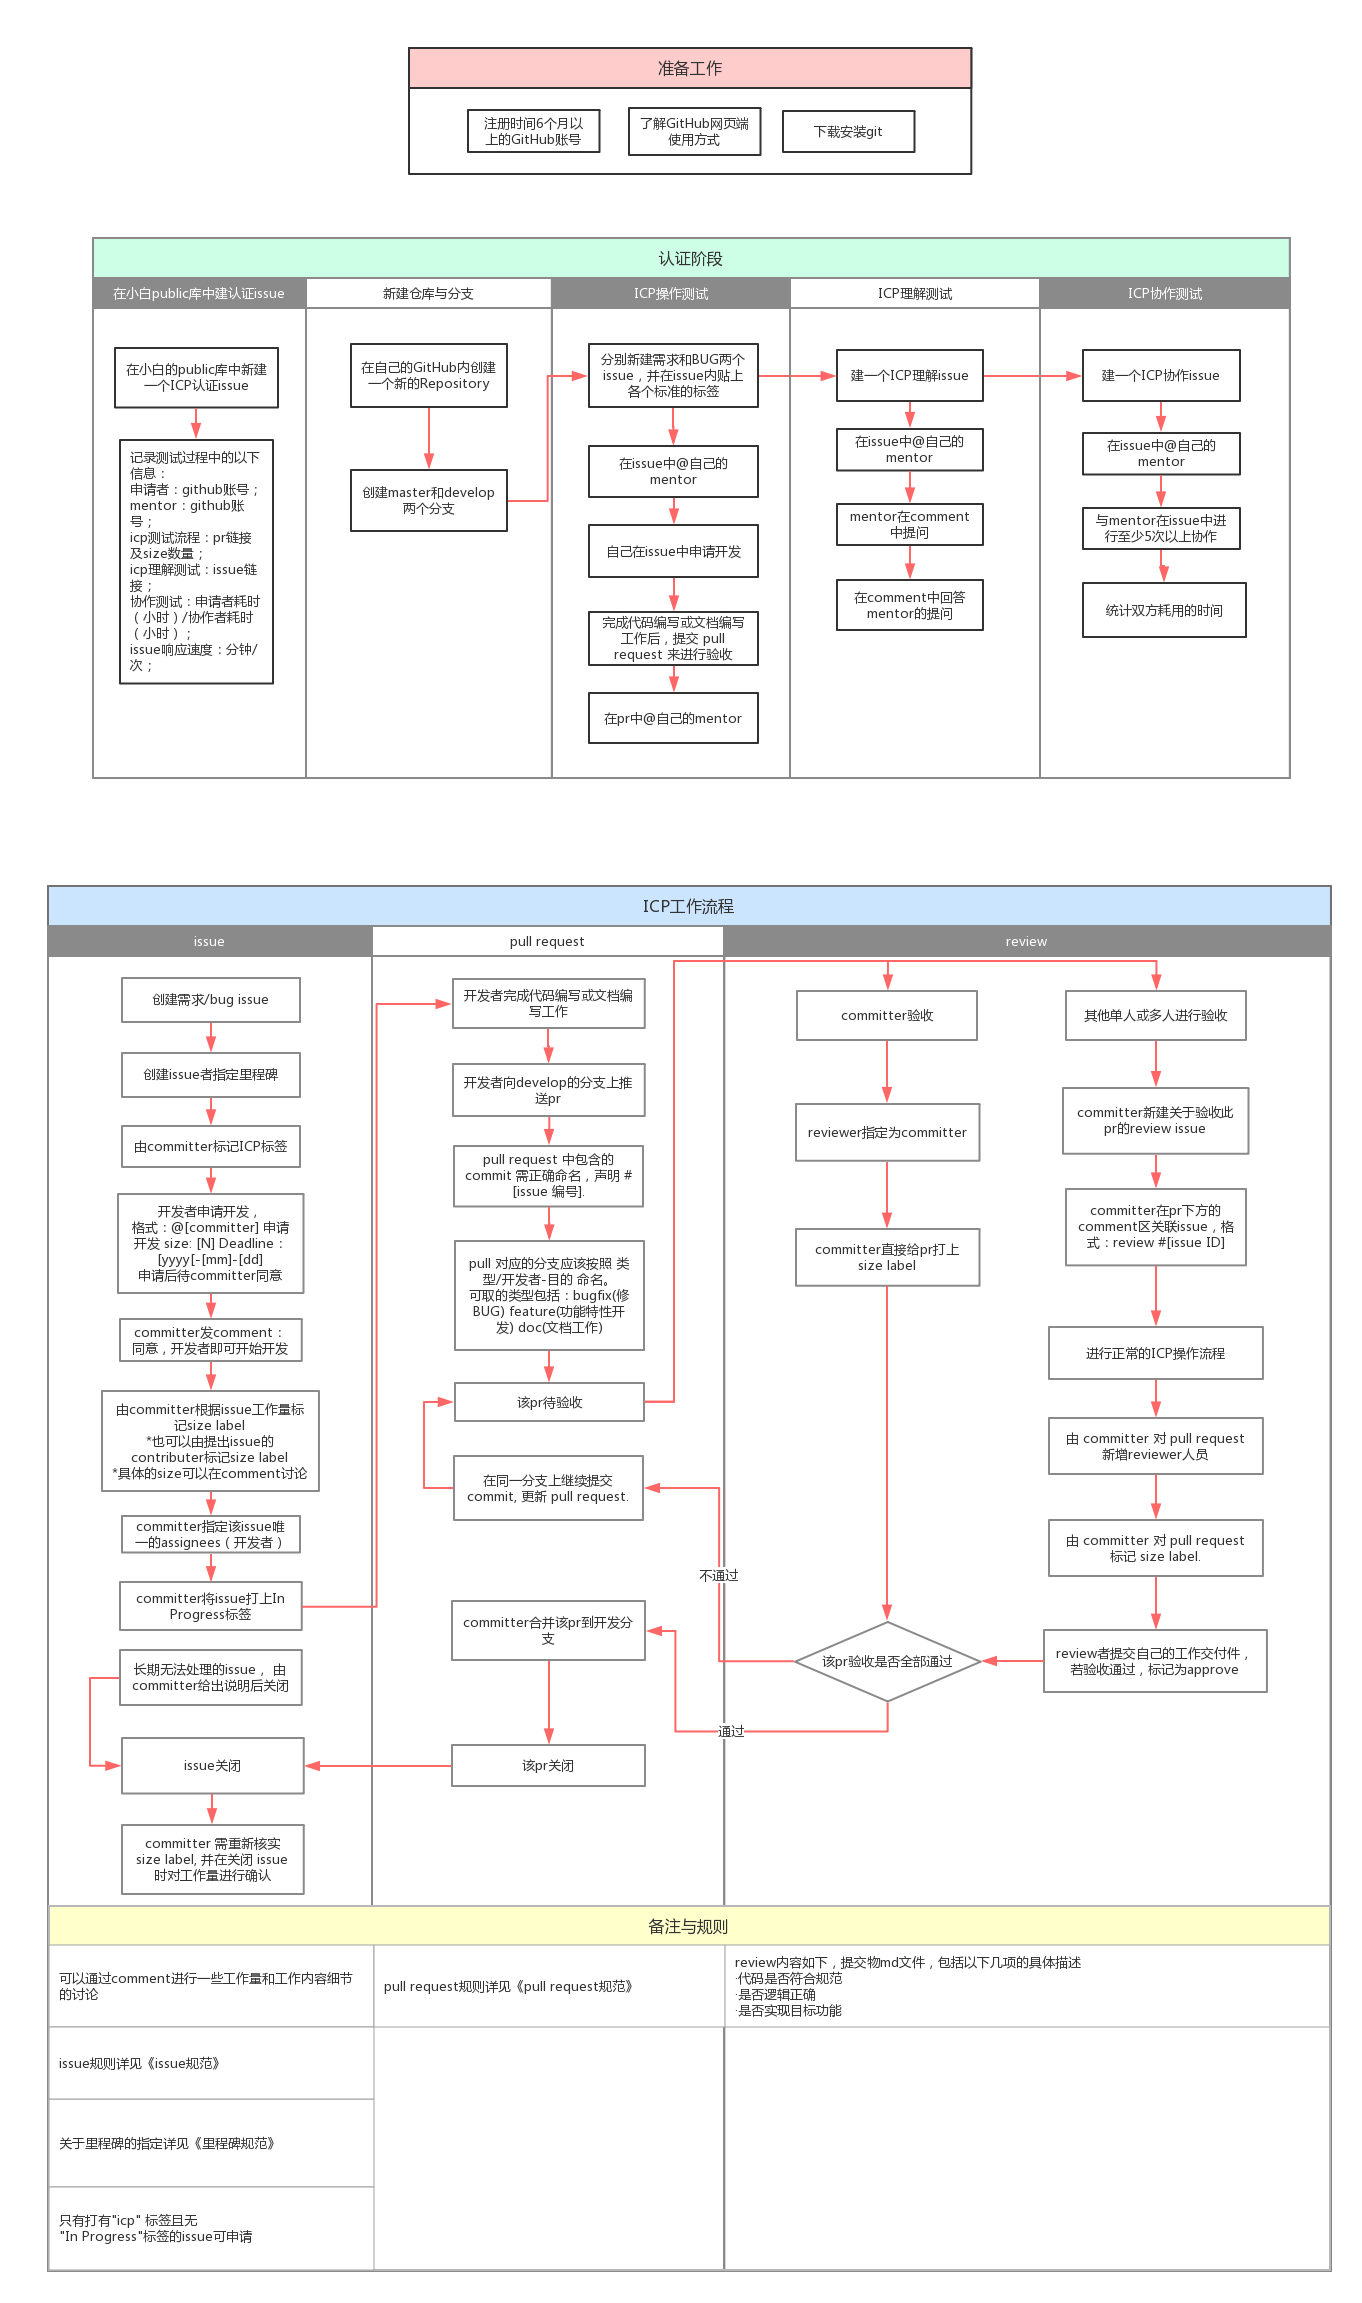 准备工作
注册时间6个月以
上的GitHub账号
了解GitHub网页端
使用方式
下载安装git
认证阶段
在小白public库中建认证issue
新建仓库与分支
ICP操作测试
ICP理解测试
ICP协作测试
在小白的public库中新建
一个ICP认证issue
记录测试过程中的以下
信息：
申请者：github账号；
mentor：github账
号；
icp测试流程：pr链接
及size数量；
icp理解测试：issue链
接；
协作测试：申请者耗时
（小时）/协作者耗时
（小时）；
issue响应速度：分钟/
次；
在自己的GitHub内创建
一个新的Repository
创建master和develop
两个分支
分别新建需求和BUG两个
issue，并在issue内贴上
各个标准的标签
在issue中@自己的
mentor
自己在issue中申请开发
完成代码编写或文档编写
工作后，提交 pull
request 来进行验收
在pr中@自己的mentor
建一个ICP理解issue
在issue中@自己的
mentor
mentor在comment
中提问
在comment中回答
mentor的提问
建一个ICP协作issue
在issue中@自己的
mentor
与mentor在issue中进
行至少5次以上协作
统计双方耗用的时间
ICP工作流程
issue
pull request
review
创建需求/bug issue
创建issue者指定里程碑
由committer标记ICP标签
开发者申请开发，
格式：@[committer] 申请
开发 size: [N] Deadline：
[yyyy[-[mm]-[dd]
申请后待committer同意
committer发comment：
同意，开发者即可开始开发
由committer根据issue工作量标
记size label
*也可以由提出issue的
contributer标记size label
*具体的size可以在comment讨论
committer指定该issue唯
一的assignees（开发者）
committer将issue打上In
Progress标签
长期无法处理的issue， 由
committer给出说明后关闭
issue关闭
committer 需重新核实
size label, 并在关闭 issue
时对工作量进行确认
开发者完成代码编写或文档编
写工作
开发者向develop的分支上推
送pr
pull request 中包含的
commit 需正确命名，声明 #
[issue 编号].
pull 对应的分支应该按照 类
型/开发者-目的 命名。
可取的类型包括：bugfix(修
BUG) feature(功能特性开
发) doc(文档工作)
该pr待验收
在同一分支上继续提交
commit, 更新 pull request.
不通过
committer合并该pr到开发分
支
通过
该pr关闭
committer验收
reviewer指定为committer
committer直接给pr打上
size label
该pr验收是否全部通过
其他单人或多人进行验收
committer新建关于验收此
pr的review issue
committer在pr下方的
comment区关联issue，格
式：review #[issue ID]
进行正常的ICP操作流程
由 committer 对 pull request
新增reviewer人员
由 committer 对 pull request
标记 size label.
review者提交自己的工作交付件，
若验收通过，标记为approve
备注与规则
可以通过comment进行一些工作量和工作内容细节
的讨论
pull request规则详见《pull request规范》
review内容如下，提交物md文件，包括以下几项的具体描述
·代码是否符合规范
·是否逻辑正确
·是否实现目标功能
issue规则详见《issue规范》
关于里程碑的指定详见《里程碑规范》
只有打有"icp" 标签且无
"In Progress"标签的issue可申请